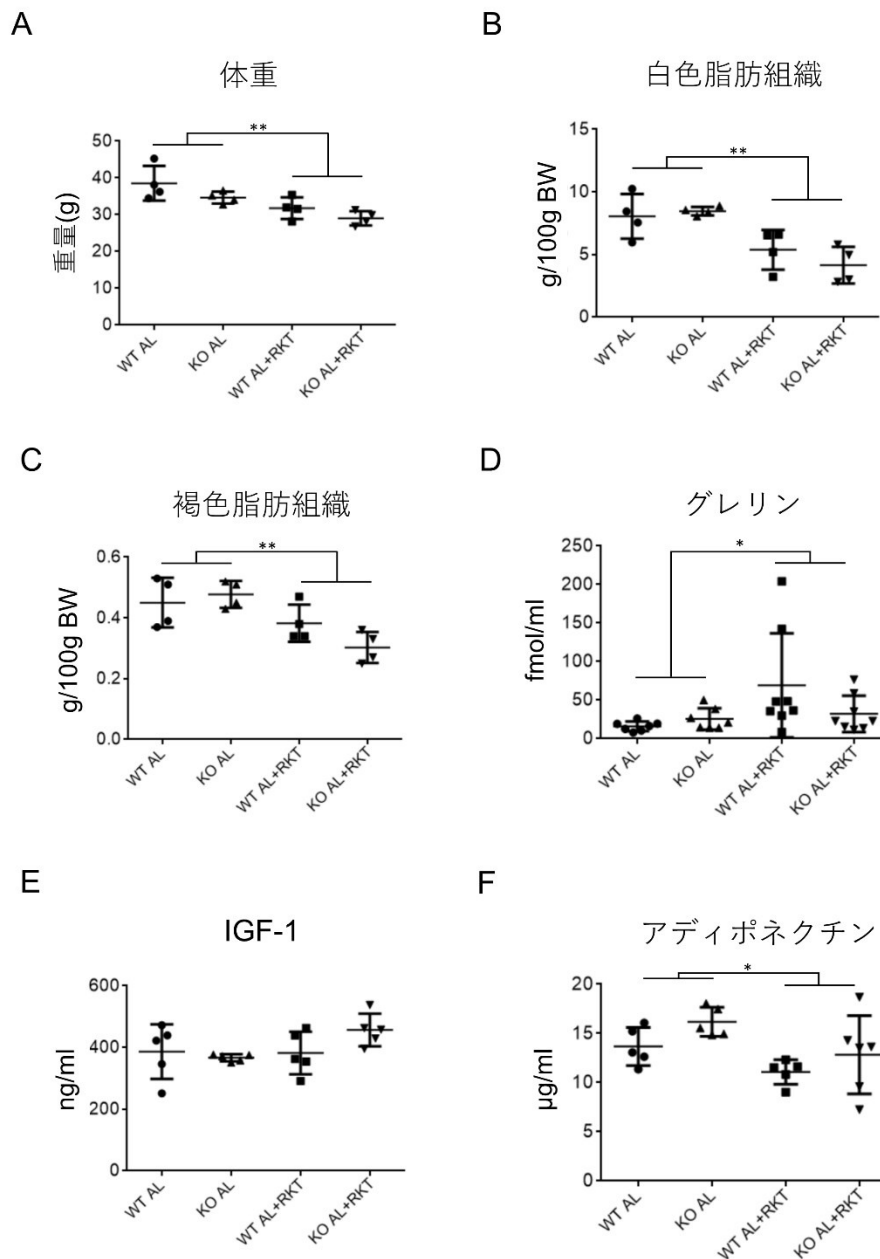 A
体重
**
重量(g)
50
40
30
20
10
0
WT AL
KO AL
WT AL+RKT
KO AL+RKT
B
白色脂肪組織
**
g/100g BW
15
10
5
0
WT AL
KO AL
WT AL+RKT
KO AL+RKT
C
褐色脂肪組織
**
g/100g BW
0.6
0.4
0.2
0.0
WT AL
KO AL
WT AL+RKT
KO AL+RKT
D
グレリン
*
fmol/ml
250
200
150
100
50
0
WT AL
KO AL
WT AL+RKT
KO AL+RKT
E
IGF-1
ng/ml
600
400
200
0
WT AL
KO AL
WT AL+RKT
KO AL+RKT
F
アディポネクチン
*
μg/ml
20
15
10
5
0
WT AL
KO AL
WT AL+RKT
KO AL+RKT